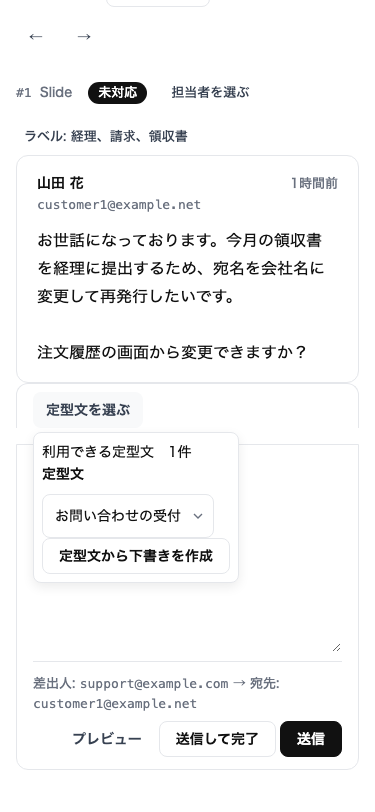 ← →
#1 Slide 未対応 担当者を選ぶ
ラベル: 経理、請求、領収書
山田 花 1時間前
customer1@example.net
お世話になっております。今月の領収書
を経理に提出するため、宛名を会社名に
変更して再発行したいです。
注文履歴の画面から変更できますか？
定型文を選ぶ
利用できる定型文 1件
定型文
お問い合わせの受付
定型文から下書きを作成
差出人: support@example.com → 宛先:
customer1@example.net
プレビュー 送信して完了 送信